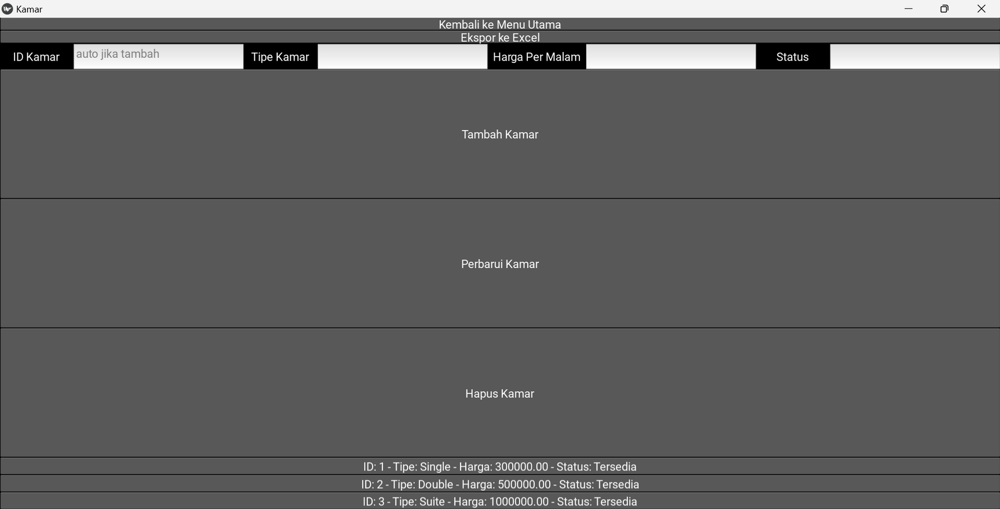 Kamar
Kembali ke Menu Utama
Ekspor ke Excel
ID Kamar auto jika tambah Tipe Kamar Harga Per Malam Status
Tambah Kamar
Perbarui Kamar
Hapus Kamar
ID: 1 - Tipe: Single - Harga: 300000.00 - Status: Tersedia
ID: 2 - Tipe: Double - Harga: 500000.00 - Status: Tersedia
ID: 3 - Tipe: Suite - Harga: 1000000.00 - Status: Tersedia